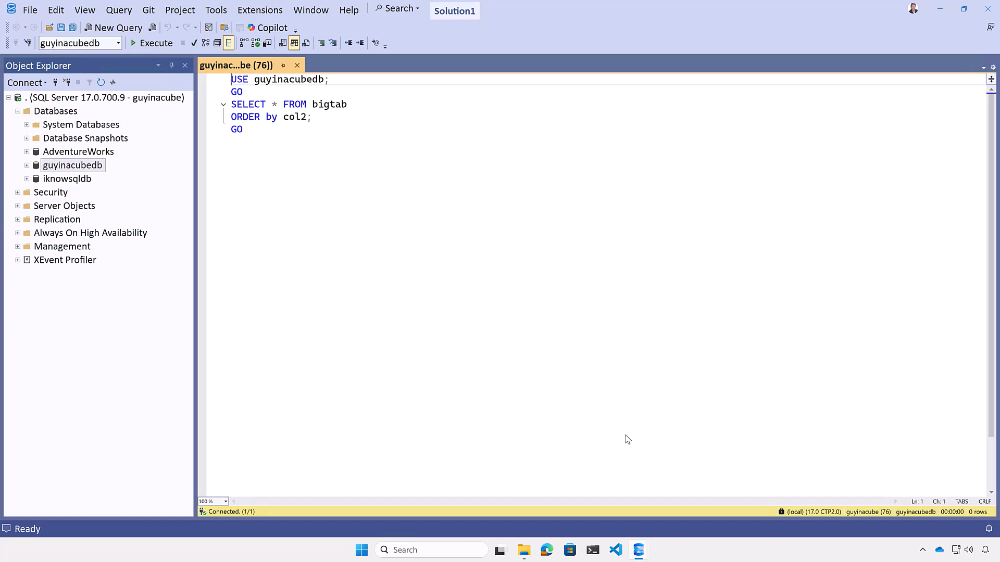 File Edit View Query Git Project Tools Extensions Window Help Search Solution1
New Query Copilot
guyinacubedb Execute
Object Explorer
Connect
. (SQL Server 17.0.700.9 - guyinacube)
Databases
System Databases
Database Snapshots
AdventureWorks
guyinacubedb
iknowsqldb
Security
Server Objects
Replication
Always On High Availability
Management
XEvent Profiler
guyinac...be (76))
USE guyinacubedb;
GO
SELECT * FROM bigtab
ORDER by col2;
GO
100 % Ln: 1 Ch: 1 TABS CRLF
Connected. (1/1) (local) (17.0 CTP2.0) guyinacube (76) guyinacubedb 00:00:00 0 rows
Ready
Search